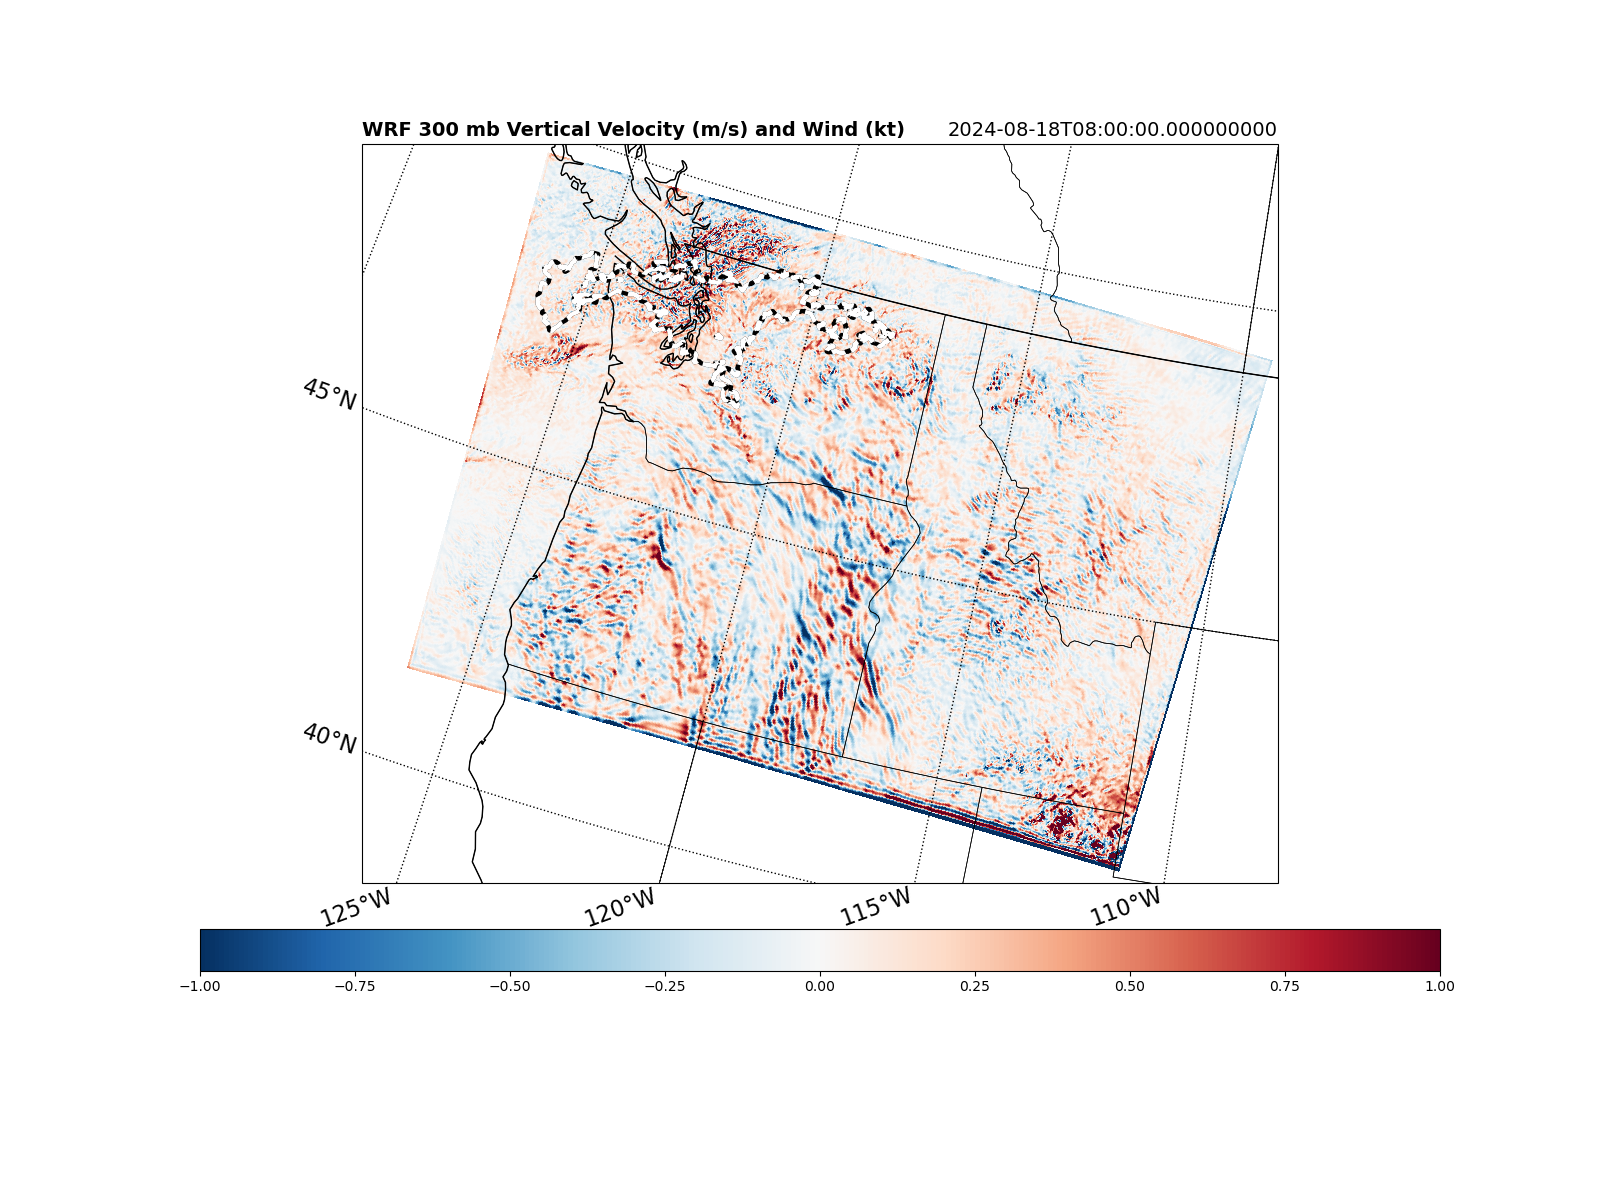 WRF 300 mb Vertical Velocity (m/s) and Wind (kt) 2024-08-18T08:00:00.000000000
45°N
40°N
125°W 120°W 115°W 110°W
−1.00 −0.75 −0.50 −0.25 0.00 0.25 0.50 0.75 1.00